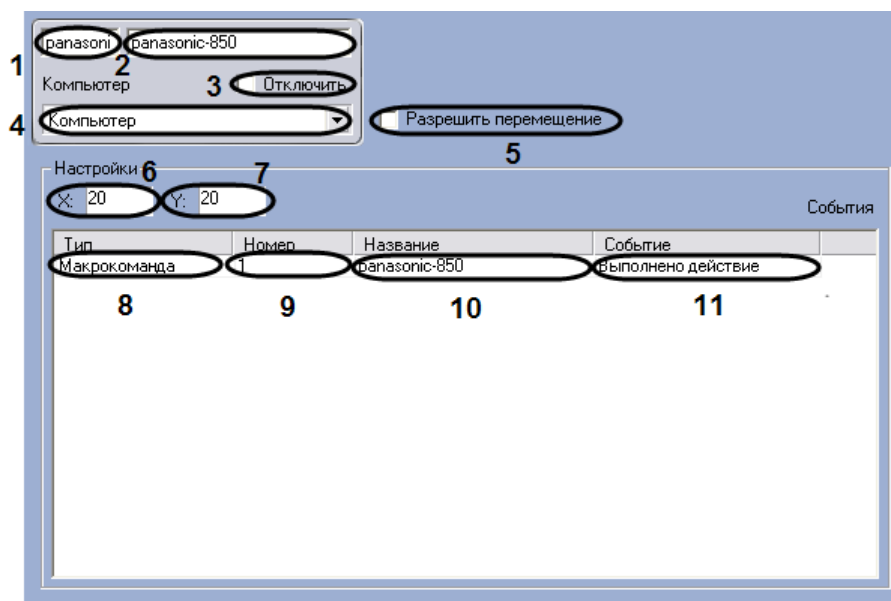 panasoni panasonic-850
1 2
Компьютер 3 Отключить
4 Компьютер Разрешить перемещение
5
Настройки 6 7
X: 20 Y: 20
События
Тип Номер Название Событие
Макрокоманда 1 panasonic-850 Выполнено действие
8 9 10 11